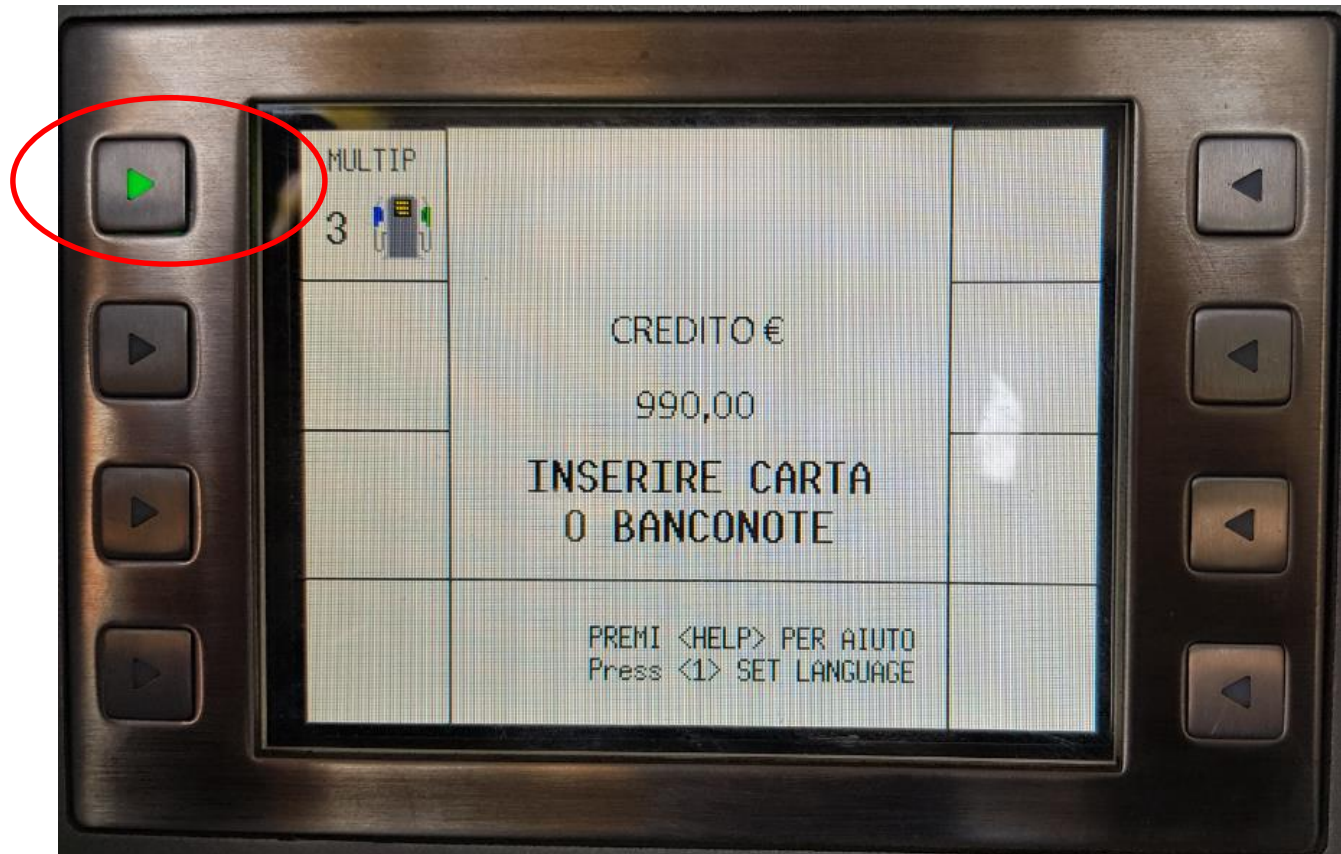 MULTIP
3
CREDITO €
990,00
INSERIRE CARTA
O BANCONOTE
PREMI <HELP> PER AIUTO
Press <1> SET LANGUAGE